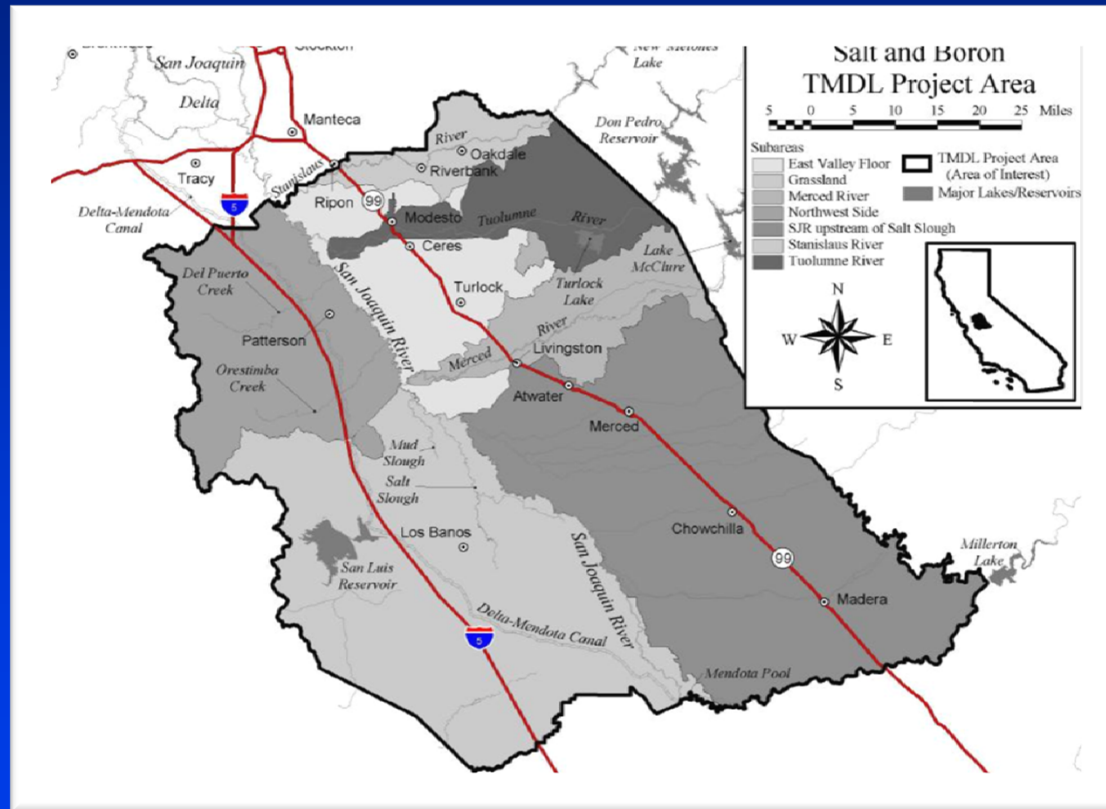 Stockton
San Joaquin
Delta
Manteca
Tracy
Delta-Mendota
Canal
5
Stanislaus
River
Oakdale
Riverbank
Ripon
99
Modesto
Tuolumne
River
Ceres
Turlock
Lake
Turlock
Del Puerto
Creek
San Joaquin River
Patterson
Merced
River
Livingston
Orestimba
Creek
Atwater
Merced
Mud
Slough
Salt
Slough
Los Banos
San Luis
Reservoir
Chowchilla
99
Millerton
Lake
Madera
San Joaquin River
Delta-Mendota Canal
5
Mendota Pool
New Melones
Lake
Don Pedro
Reservoir
Lake
McClure
Salt and Boron
TMDL Project Area
5 0 5 10 15 20 25 Miles
Subareas
East Valley Floor
Grassland
Merced River
Northwest Side
SJR upstream of Salt Slough
Stanislaus River
Tuolumne River
TMDL Project Area
(Area of Interest)
Major Lakes/Reservoirs
N
W E
S